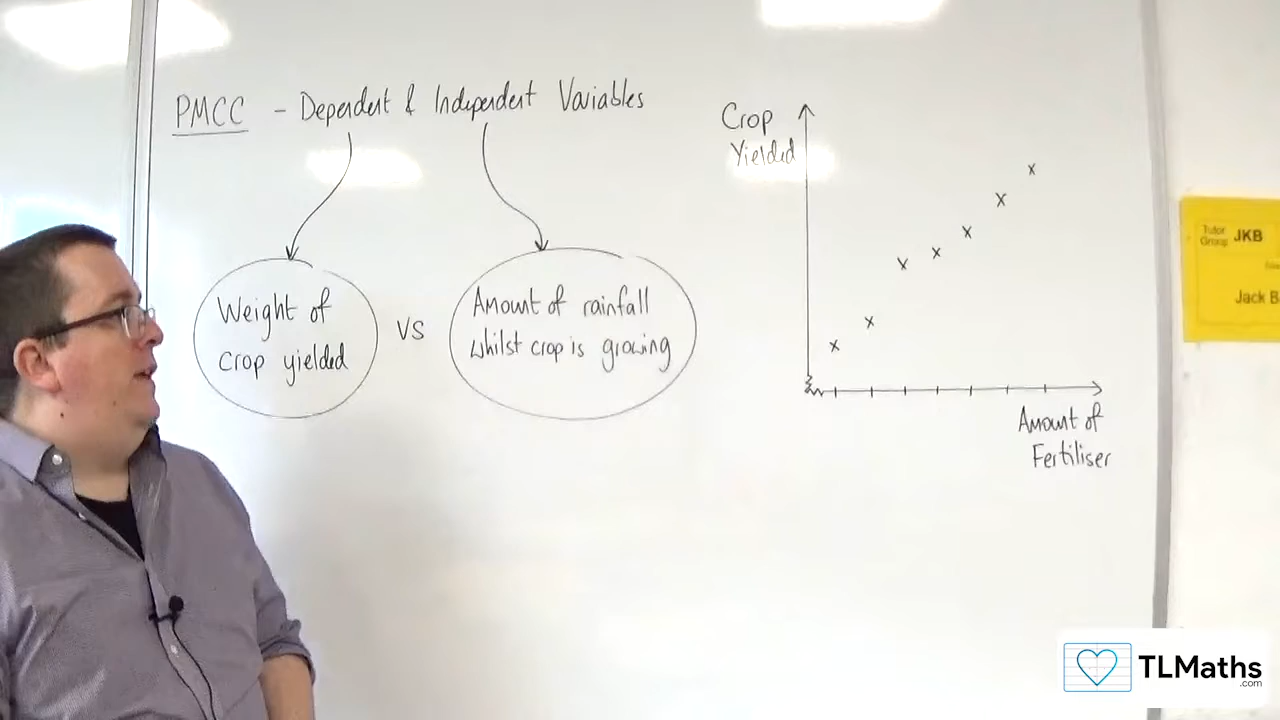 PMCC - Dependent & Independent Variables
Weight of
crop yielded
VS
Amount of rainfall
whilst crop is growing
Crop
Yielded
Amount of
Fertiliser
Tutor
Group JKB
Jack B
TLMaths
.com